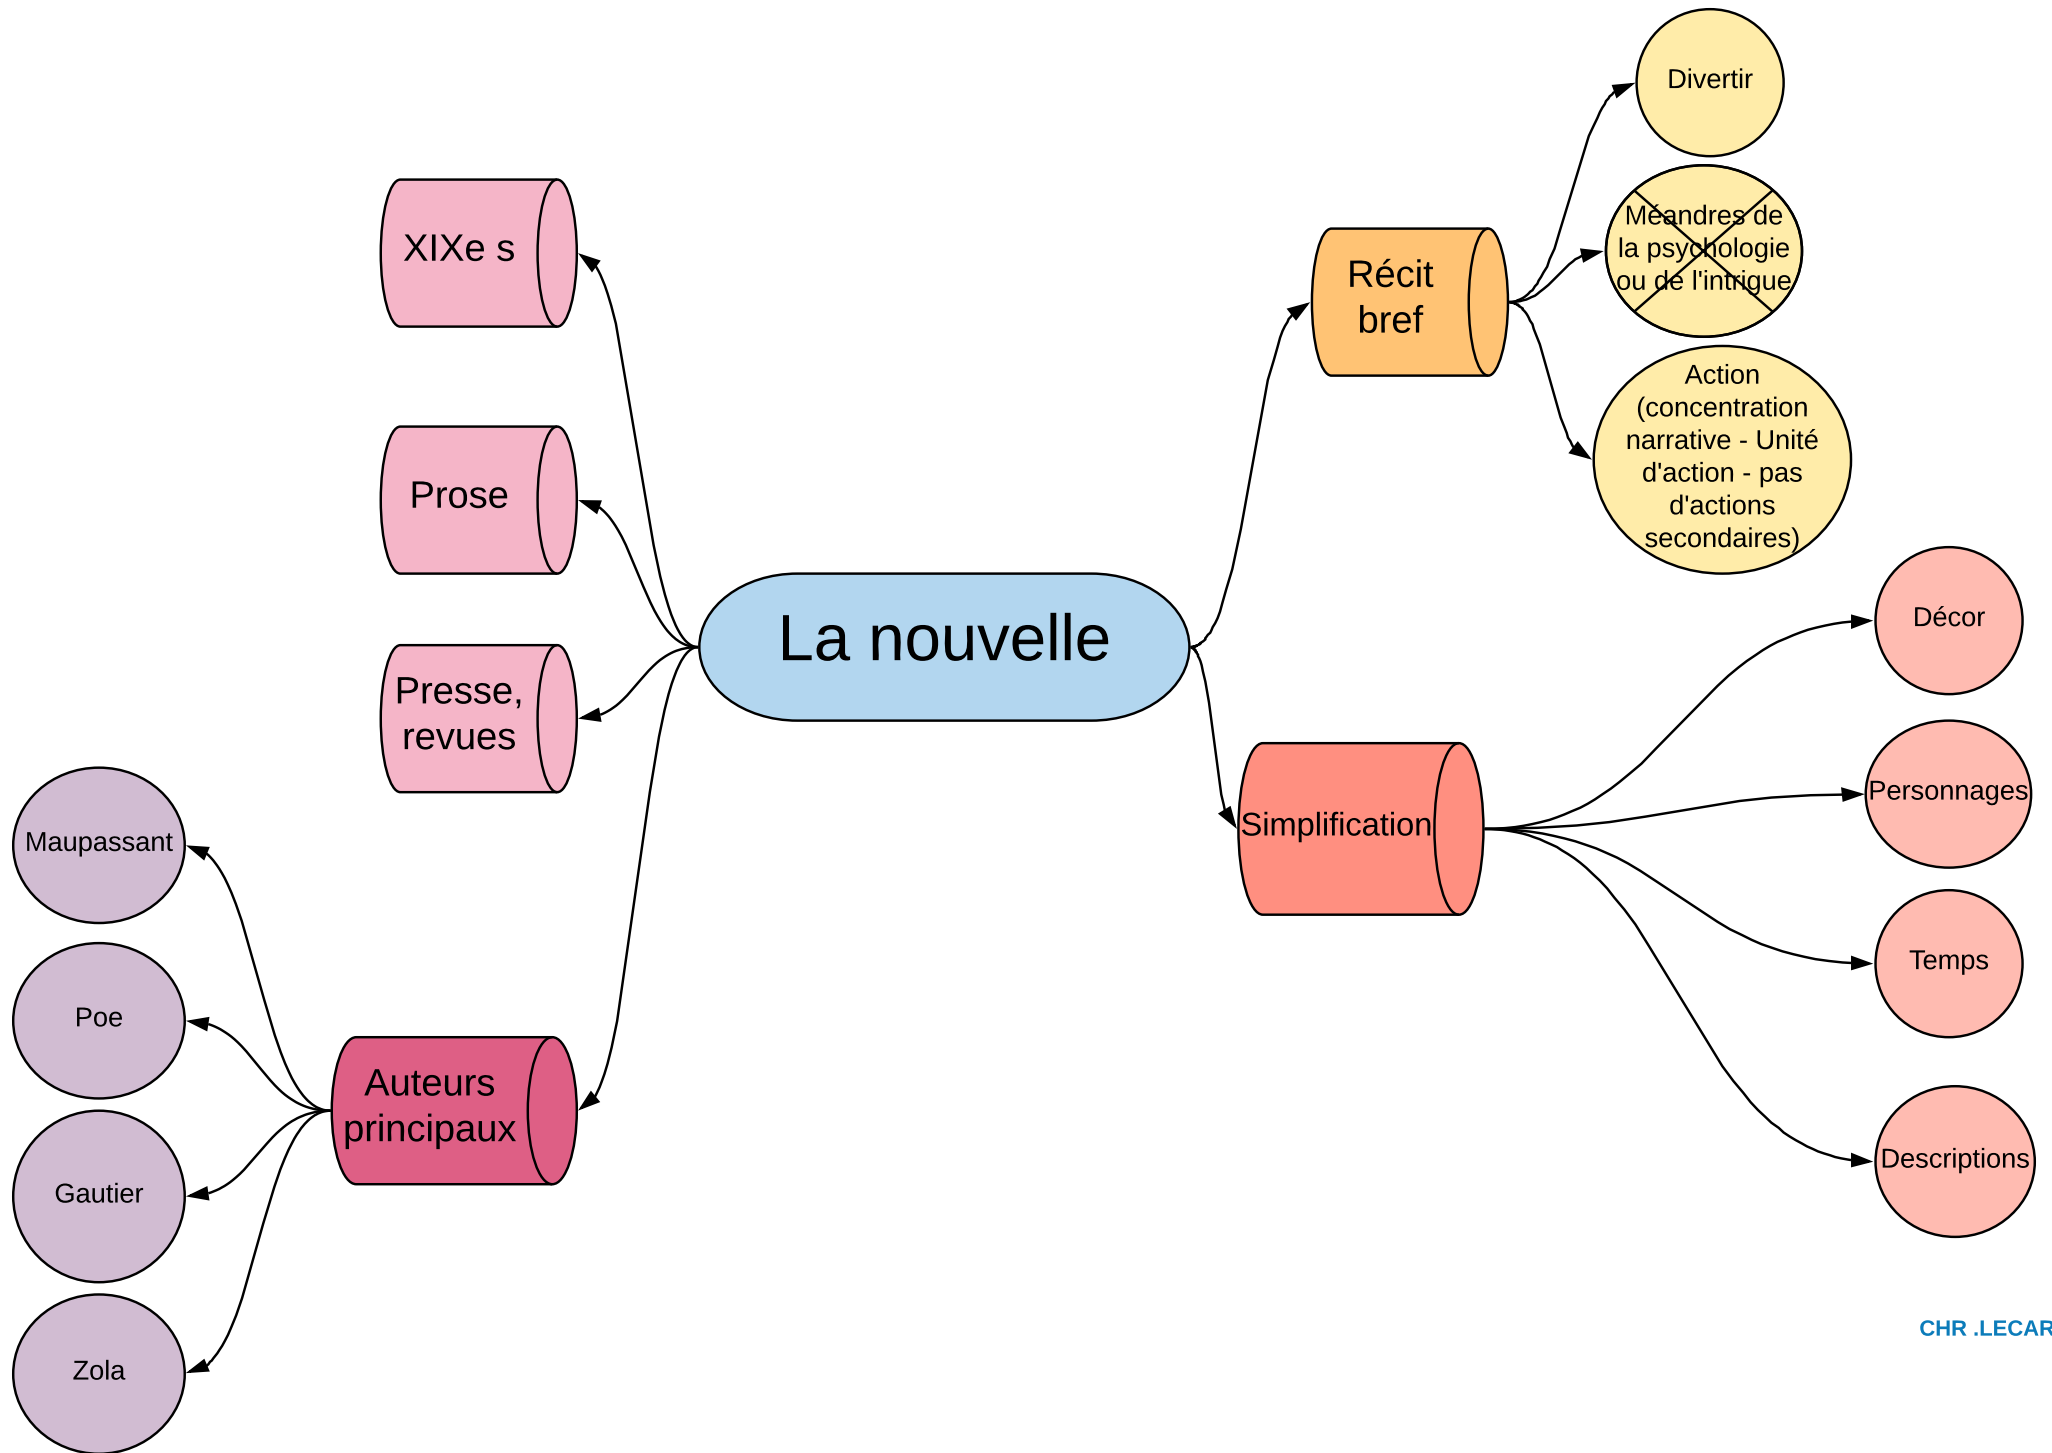 La nouvelle
XIXe s
Prose
Presse,
revues
Auteurs
principaux
Maupassant
Poe
Gautier
Zola
Récit
bref
Divertir
Méandres de
la psychologie
ou de l'intrigue
Action
(concentration
narrative - Unité
d'action - pas
d'actions
secondaires)
Simplification
Décor
Personnages
Temps
Descriptions
CHR .LECAR